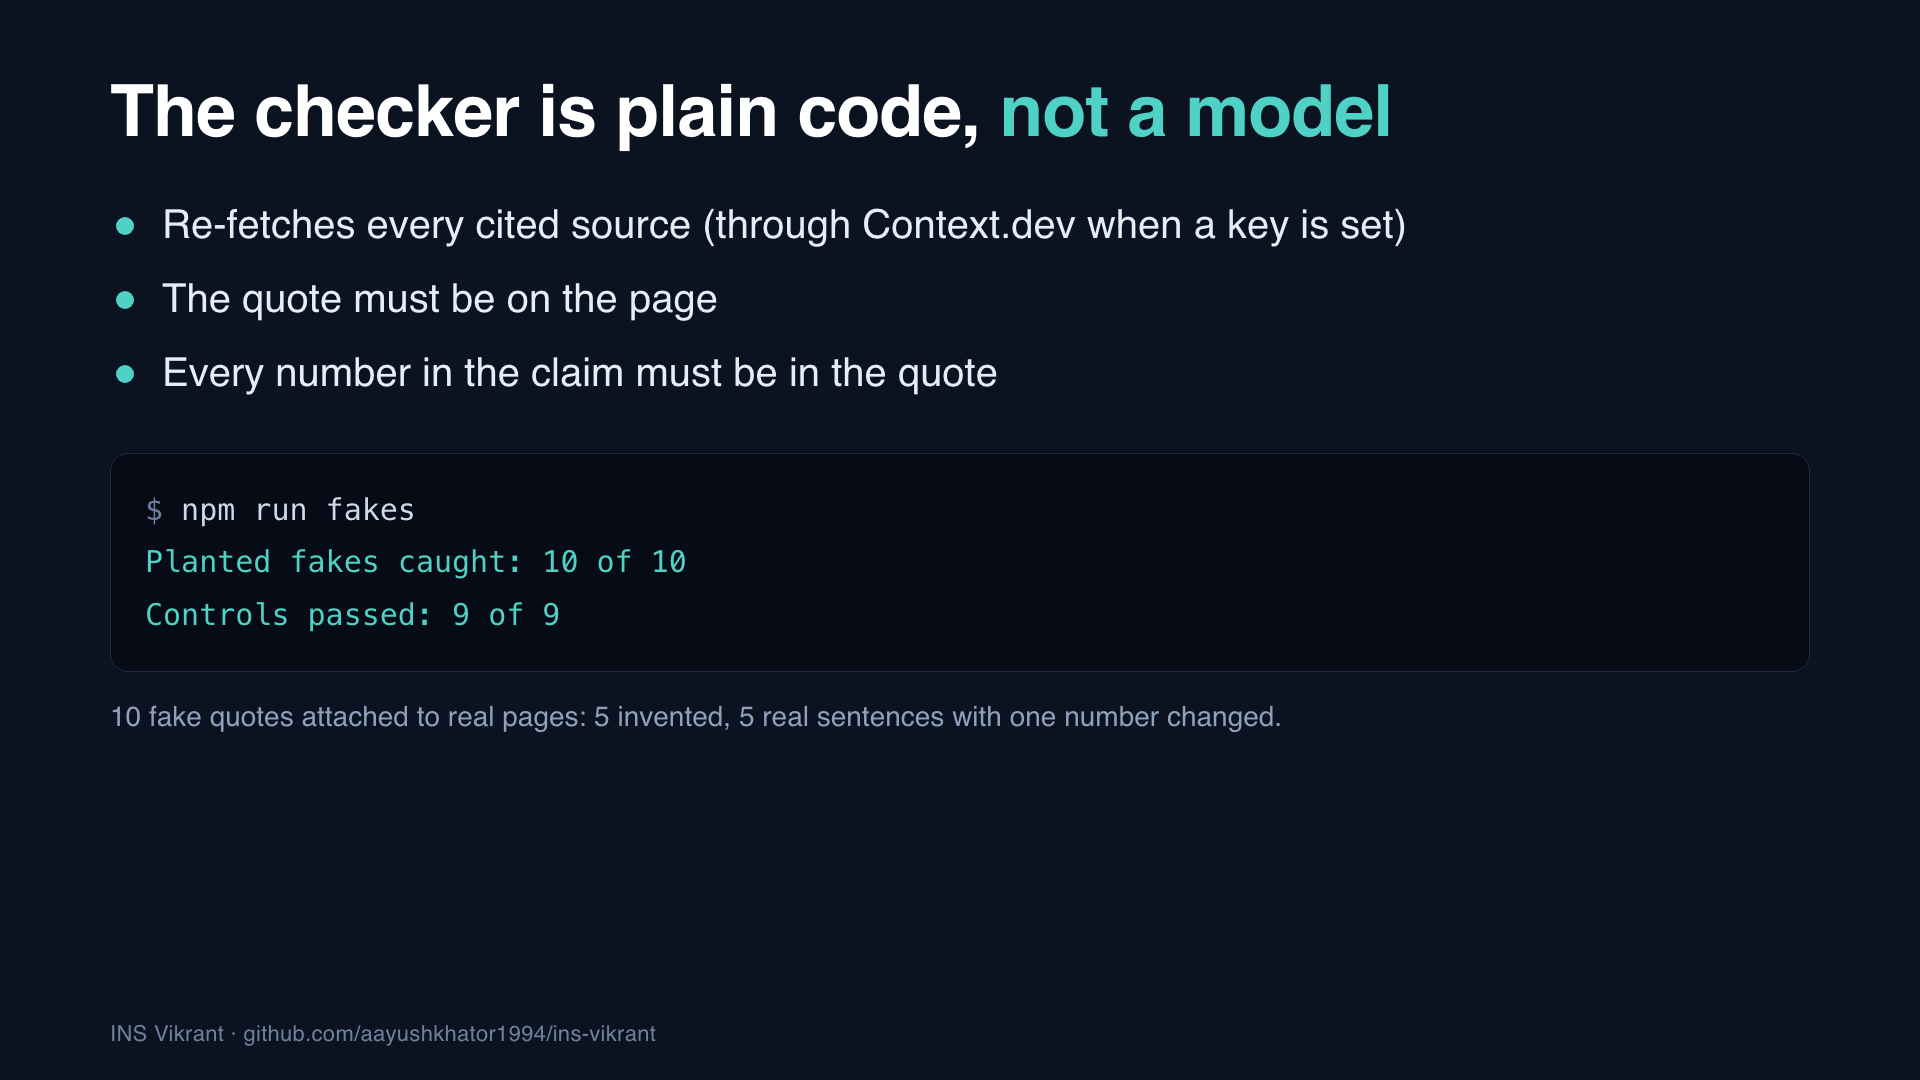 The checker is plain code, not a model
Re-fetches every cited source (through Context.dev when a key is set)
The quote must be on the page
Every number in the claim must be in the quote
$ npm run fakes
Planted fakes caught: 10 of 10
Controls passed: 9 of 9
10 fake quotes attached to real pages: 5 invented, 5 real sentences with one number changed.
INS Vikrant · github.com/aayushkhator1994/ins-vikrant